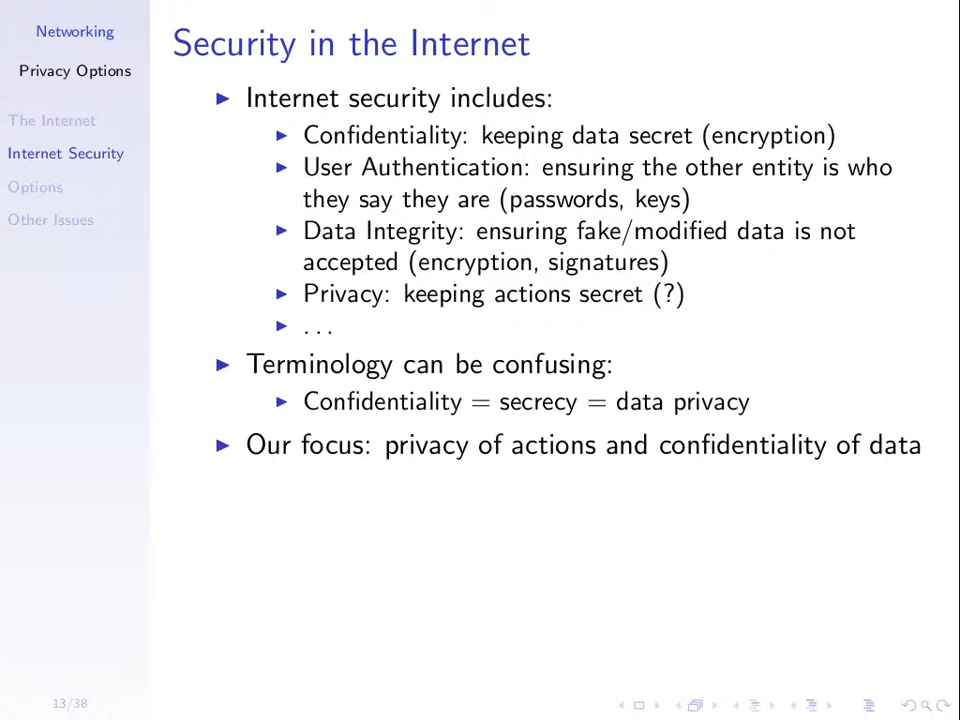 Networking
Privacy Options
The Internet
Internet Security
Options
Other Issues
Security in the Internet
Internet security includes:
Confidentiality: keeping data secret (encryption)
User Authentication: ensuring the other entity is who
they say they are (passwords, keys)
Data Integrity: ensuring fake/modified data is not
accepted (encryption, signatures)
Privacy: keeping actions secret (?)
...
Terminology can be confusing:
Confidentiality = secrecy = data privacy
Our focus: privacy of actions and confidentiality of data
13/38